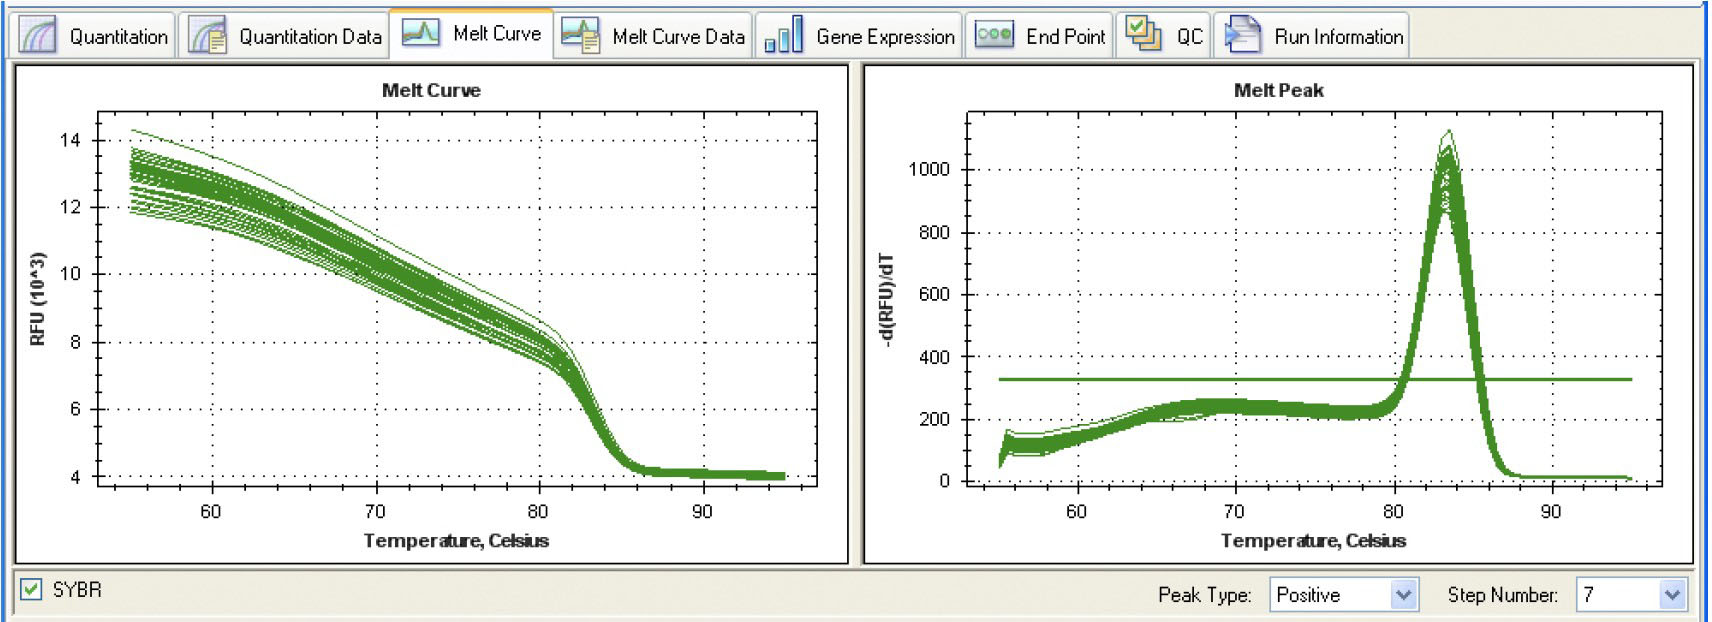 Quantitation Quantitation Data Melt Curve Melt Curve Data Gene Expression End Point QC Run Information
Melt Curve
14
12
10
8
6
4
RFU (10^3)
60 70 80 90
Temperature, Celsius
Melt Peak
1000
800
600
400
200
0
-d(RFU)/dT
60 70 80 90
Temperature, Celsius
SYBR Peak Type: Positive Step Number: 7